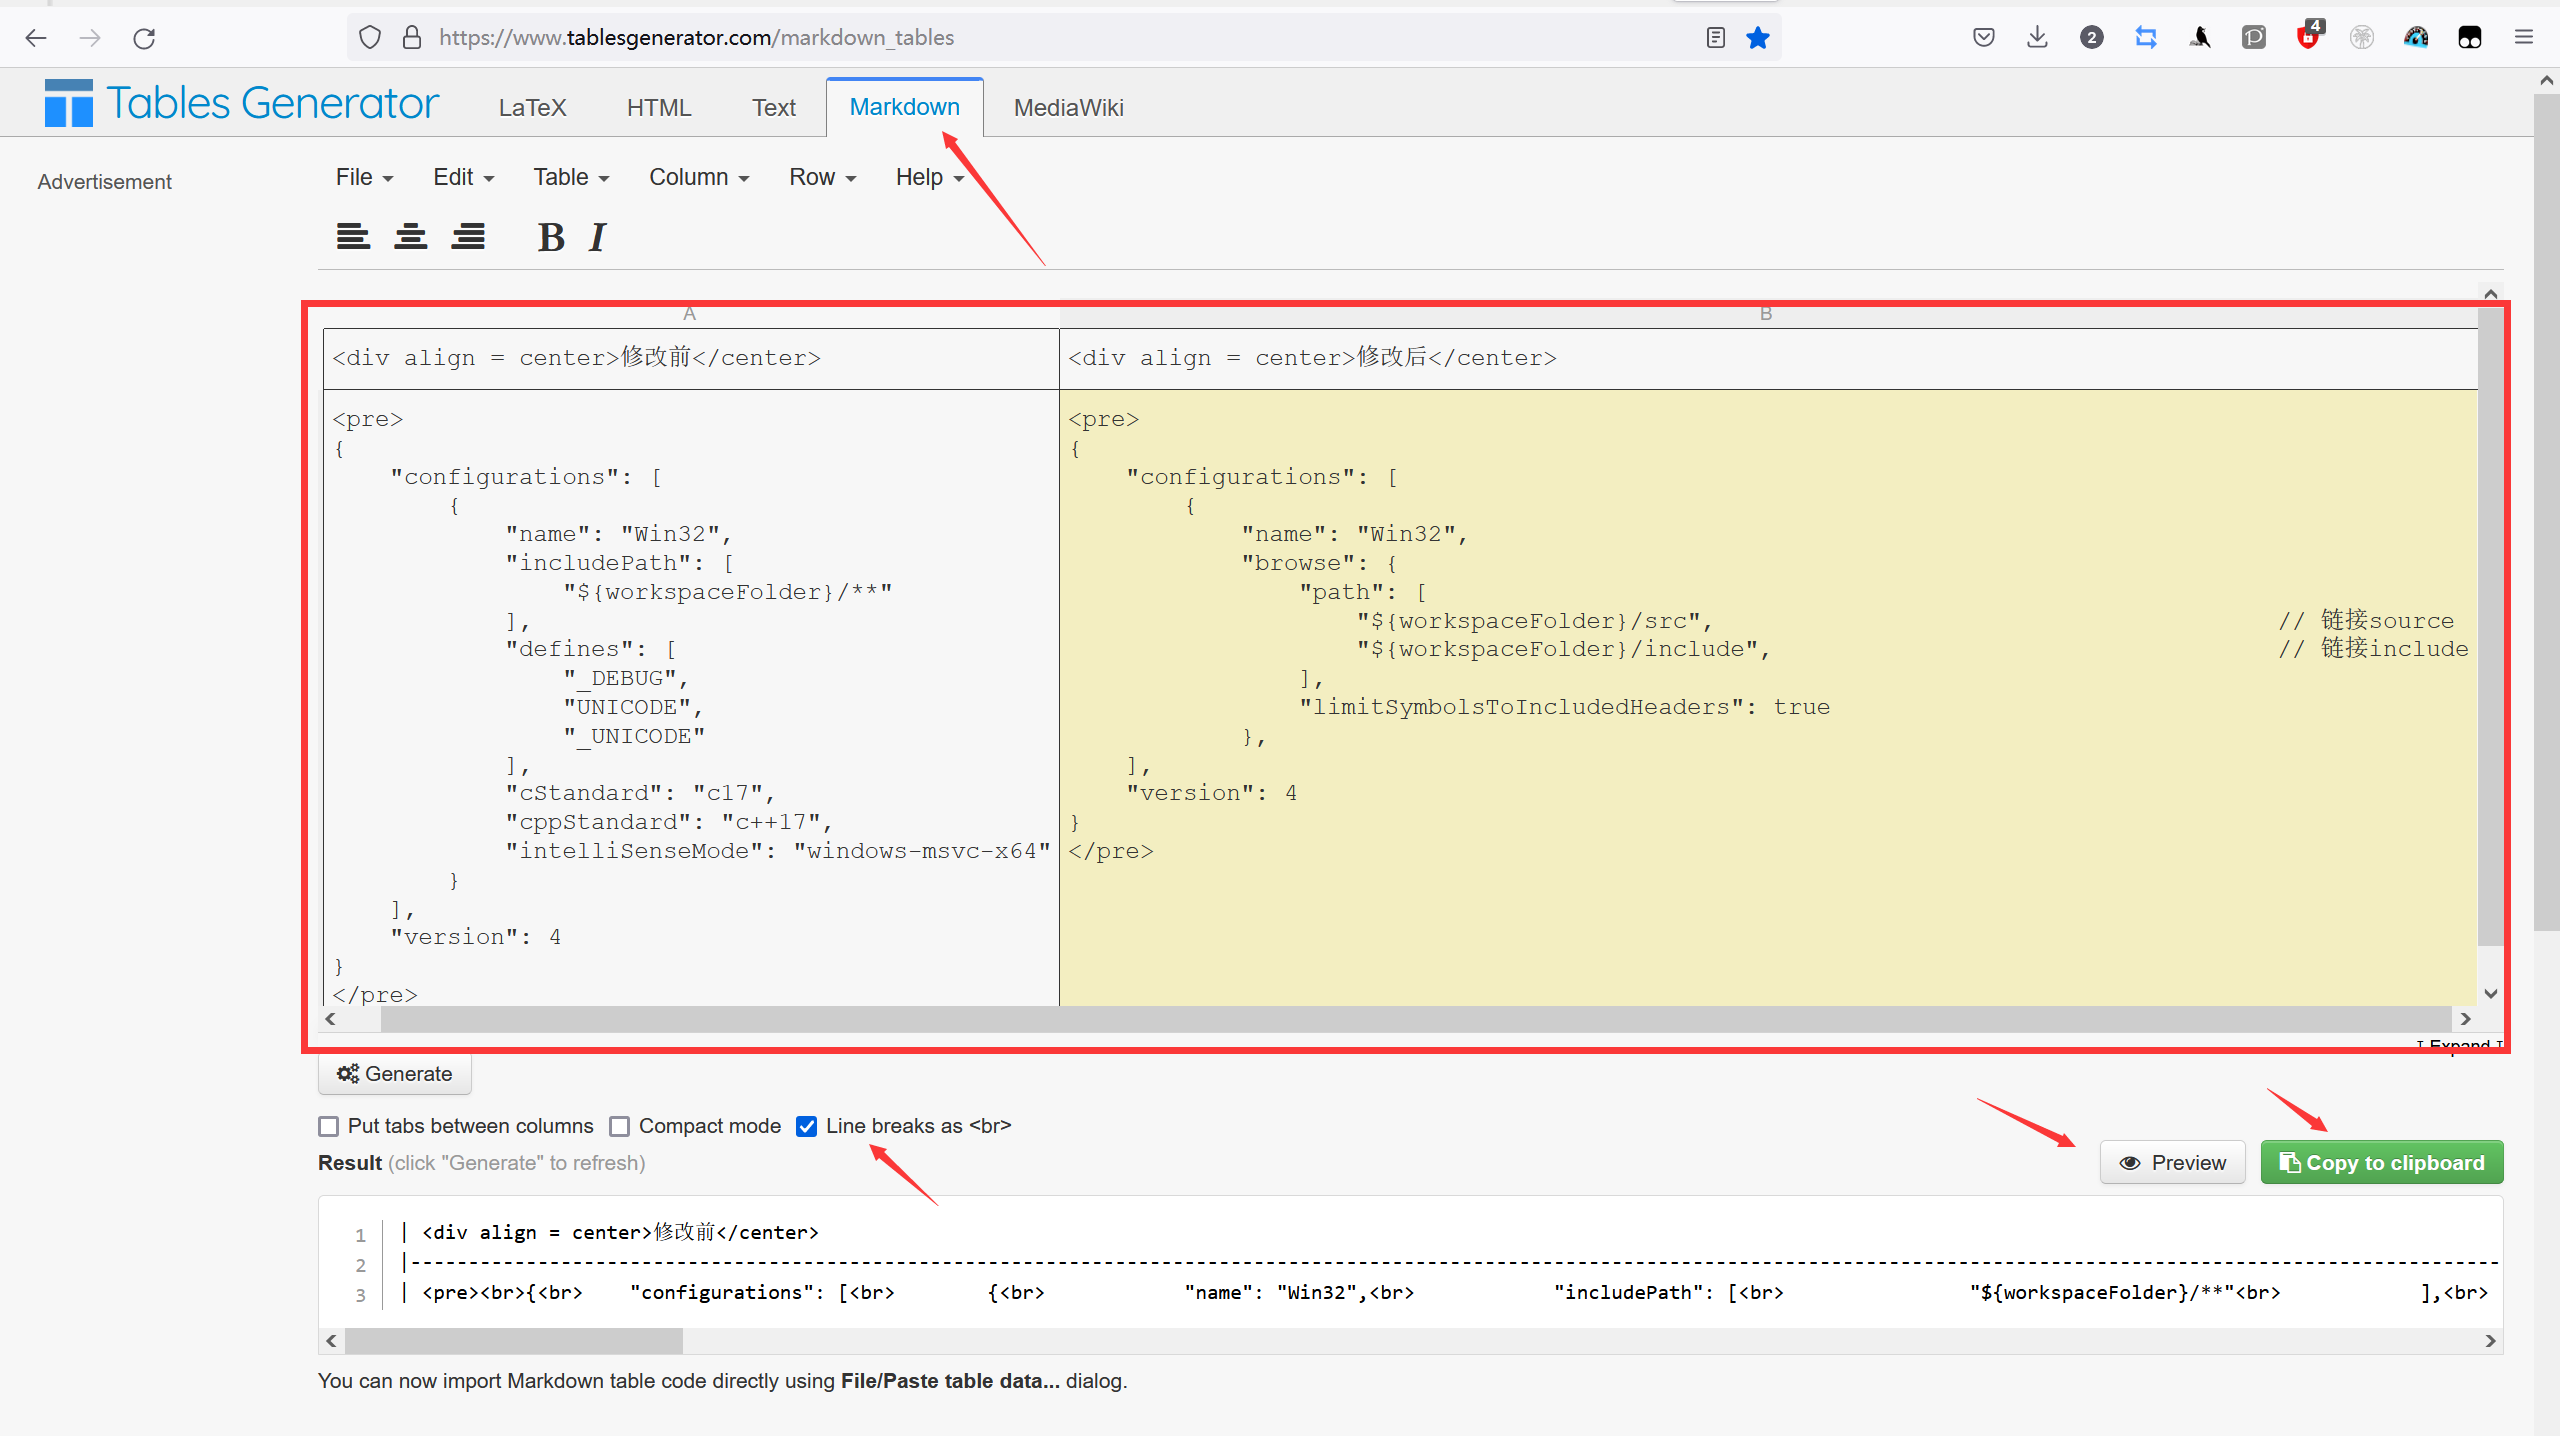 https://www.tablesgenerator.com/markdown_tables
2
4
Tables Generator
LaTeX
HTML
Text
Markdown
MediaWiki
Advertisement
File
Edit
Table
Column
Row
Help
B I
A
B
<div align = center>修改前</center>
<div align = center>修改后</center>
<pre>
{
    "configurations": [
        {
            "name": "Win32",
            "includePath": [
                "${workspaceFolder}/**"
            ],
            "defines": [
                "_DEBUG",
                "UNICODE",
                "_UNICODE"
            ],
            "cStandard": "c17",
            "cppStandard": "c++17",
            "intelliSenseMode": "windows-msvc-x64"
        }
    ],
    "version": 4
}
</pre>
<pre>
{
    "configurations": [
        {
            "name": "Win32",
            "browse": {
                "path": [
                    "${workspaceFolder}/src", // 链接source
                    "${workspaceFolder}/include", // 链接include
                ],
                "limitSymbolsToIncludedHeaders": true
            },
    ],
    "version": 4
}
</pre>
Expand
Generate
Put tabs between columns
Compact mode
Line breaks as <br>
Result (click "Generate" to refresh)
Preview
Copy to clipboard
1 | <div align = center>修改前</center>
2 |--------------------------------------------------------------------------------
3 | <pre><br>{<br>    "configurations": [<br>        {<br>            "name": "Win32",<br>            "includePath": [<br>                "${workspaceFolder}/**"<br>            ],<br>
You can now import Markdown table code directly using File/Paste table data... dialog.